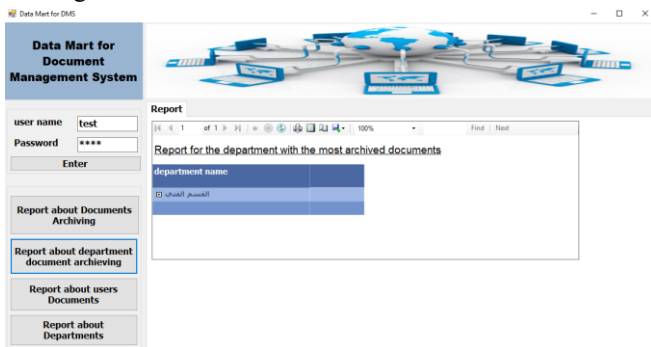 Data Mart for DMS
Data Mart for
Document
Management System
user name
test
Password
****
Enter
Report about Documents
Archiving
Report about department
document archieving
Report about users
Documents
Report about
Departments
Report
1 of 1 100% Find | Next
Report for the department with the most archived documents
department name
القسم الفني